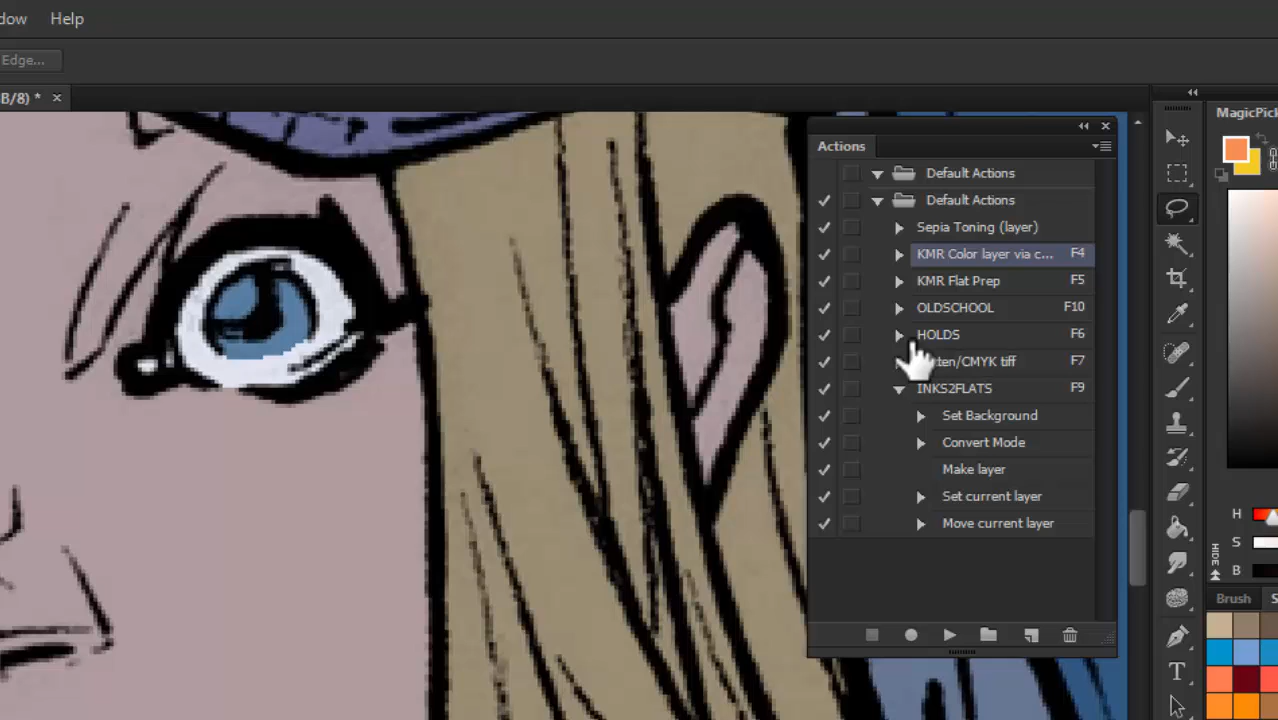 dow Help
Edge...
B/8) * ×
MagicPick
Actions
Default Actions
Default Actions
Sepia Toning (layer)
KMR Color layer via c... F4
KMR Flat Prep F5
OLDSCHOOL F10
HOLDS F6
ten/CMYK tiff F7
INKS2FLATS F9
Set Background
Convert Mode
Make layer
Set current layer
Move current layer
H
S
B
HIDE
Brush S
T